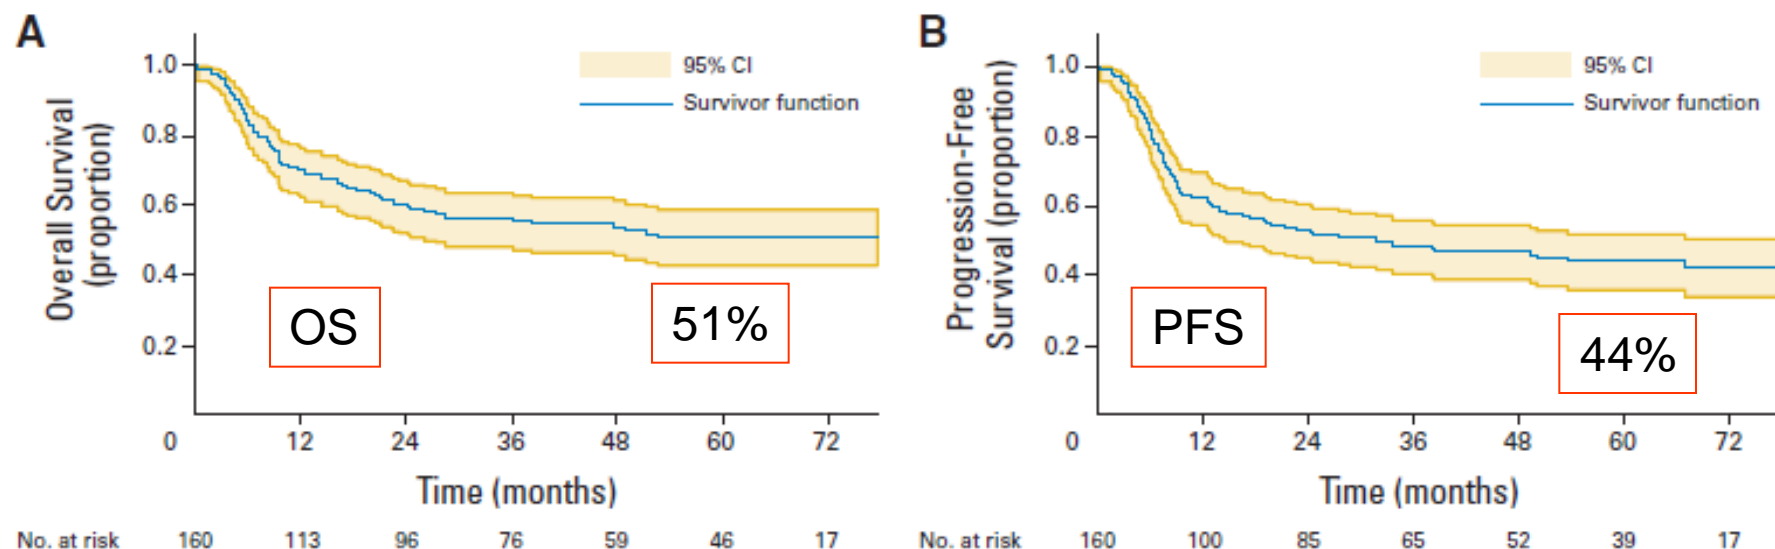 A
Overall Survival
(proportion)
1.0
0.8
0.6
0.4
0.2
95% CI
Survivor function
OS
51%
0 12 24 36 48 60 72
Time (months)
No. at risk 160 113 96 76 59 46 17
B
Progression-Free
Survival (proportion)
1.0
0.8
0.6
0.4
0.2
95% CI
Survivor function
PFS
44%
0 12 24 36 48 60 72
Time (months)
No. at risk 160 100 85 65 52 39 17